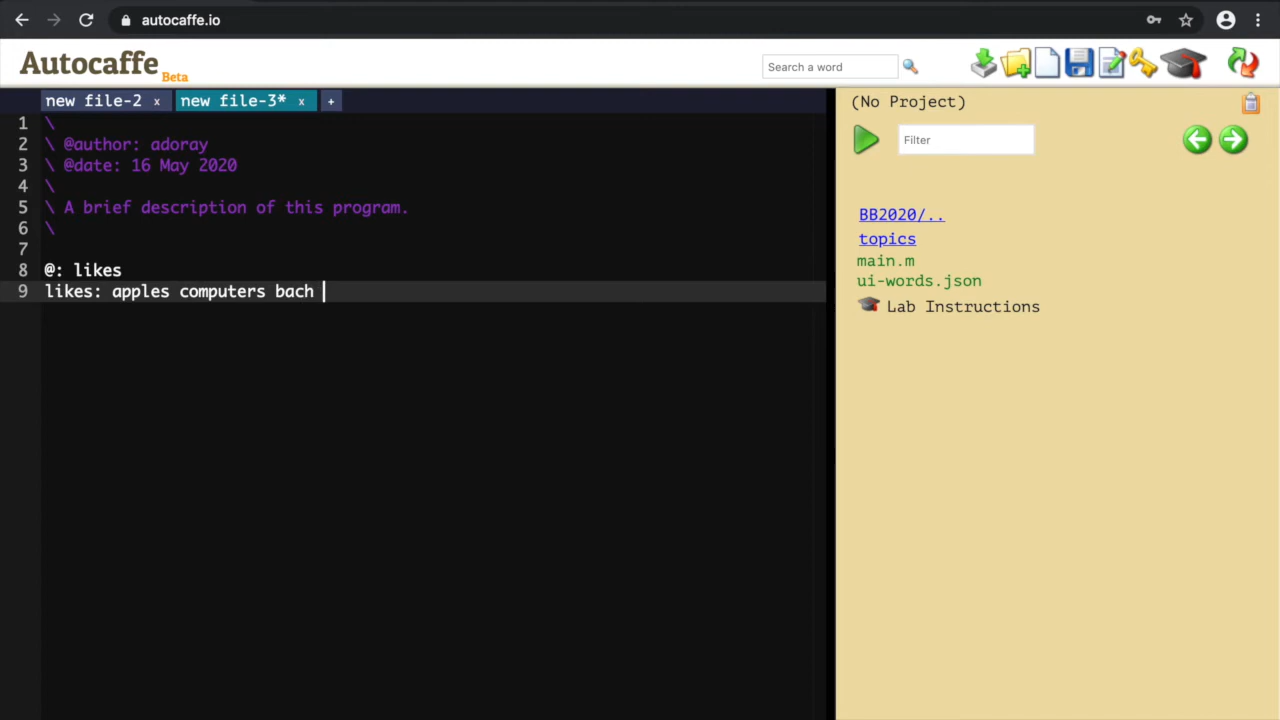 autocaffe.io
Autocaffe
Beta
Search a word
new file-2 x
new file-3* x
+
1 \
2 \ @author: adoray
3 \ @date: 16 May 2020
4 \
5 \ A brief description of this program.
6 \
7
8 @: likes
9 likes: apples computers bach
(No Project)
Filter
BB2020/..
topics
main.m
ui-words.json
Lab Instructions